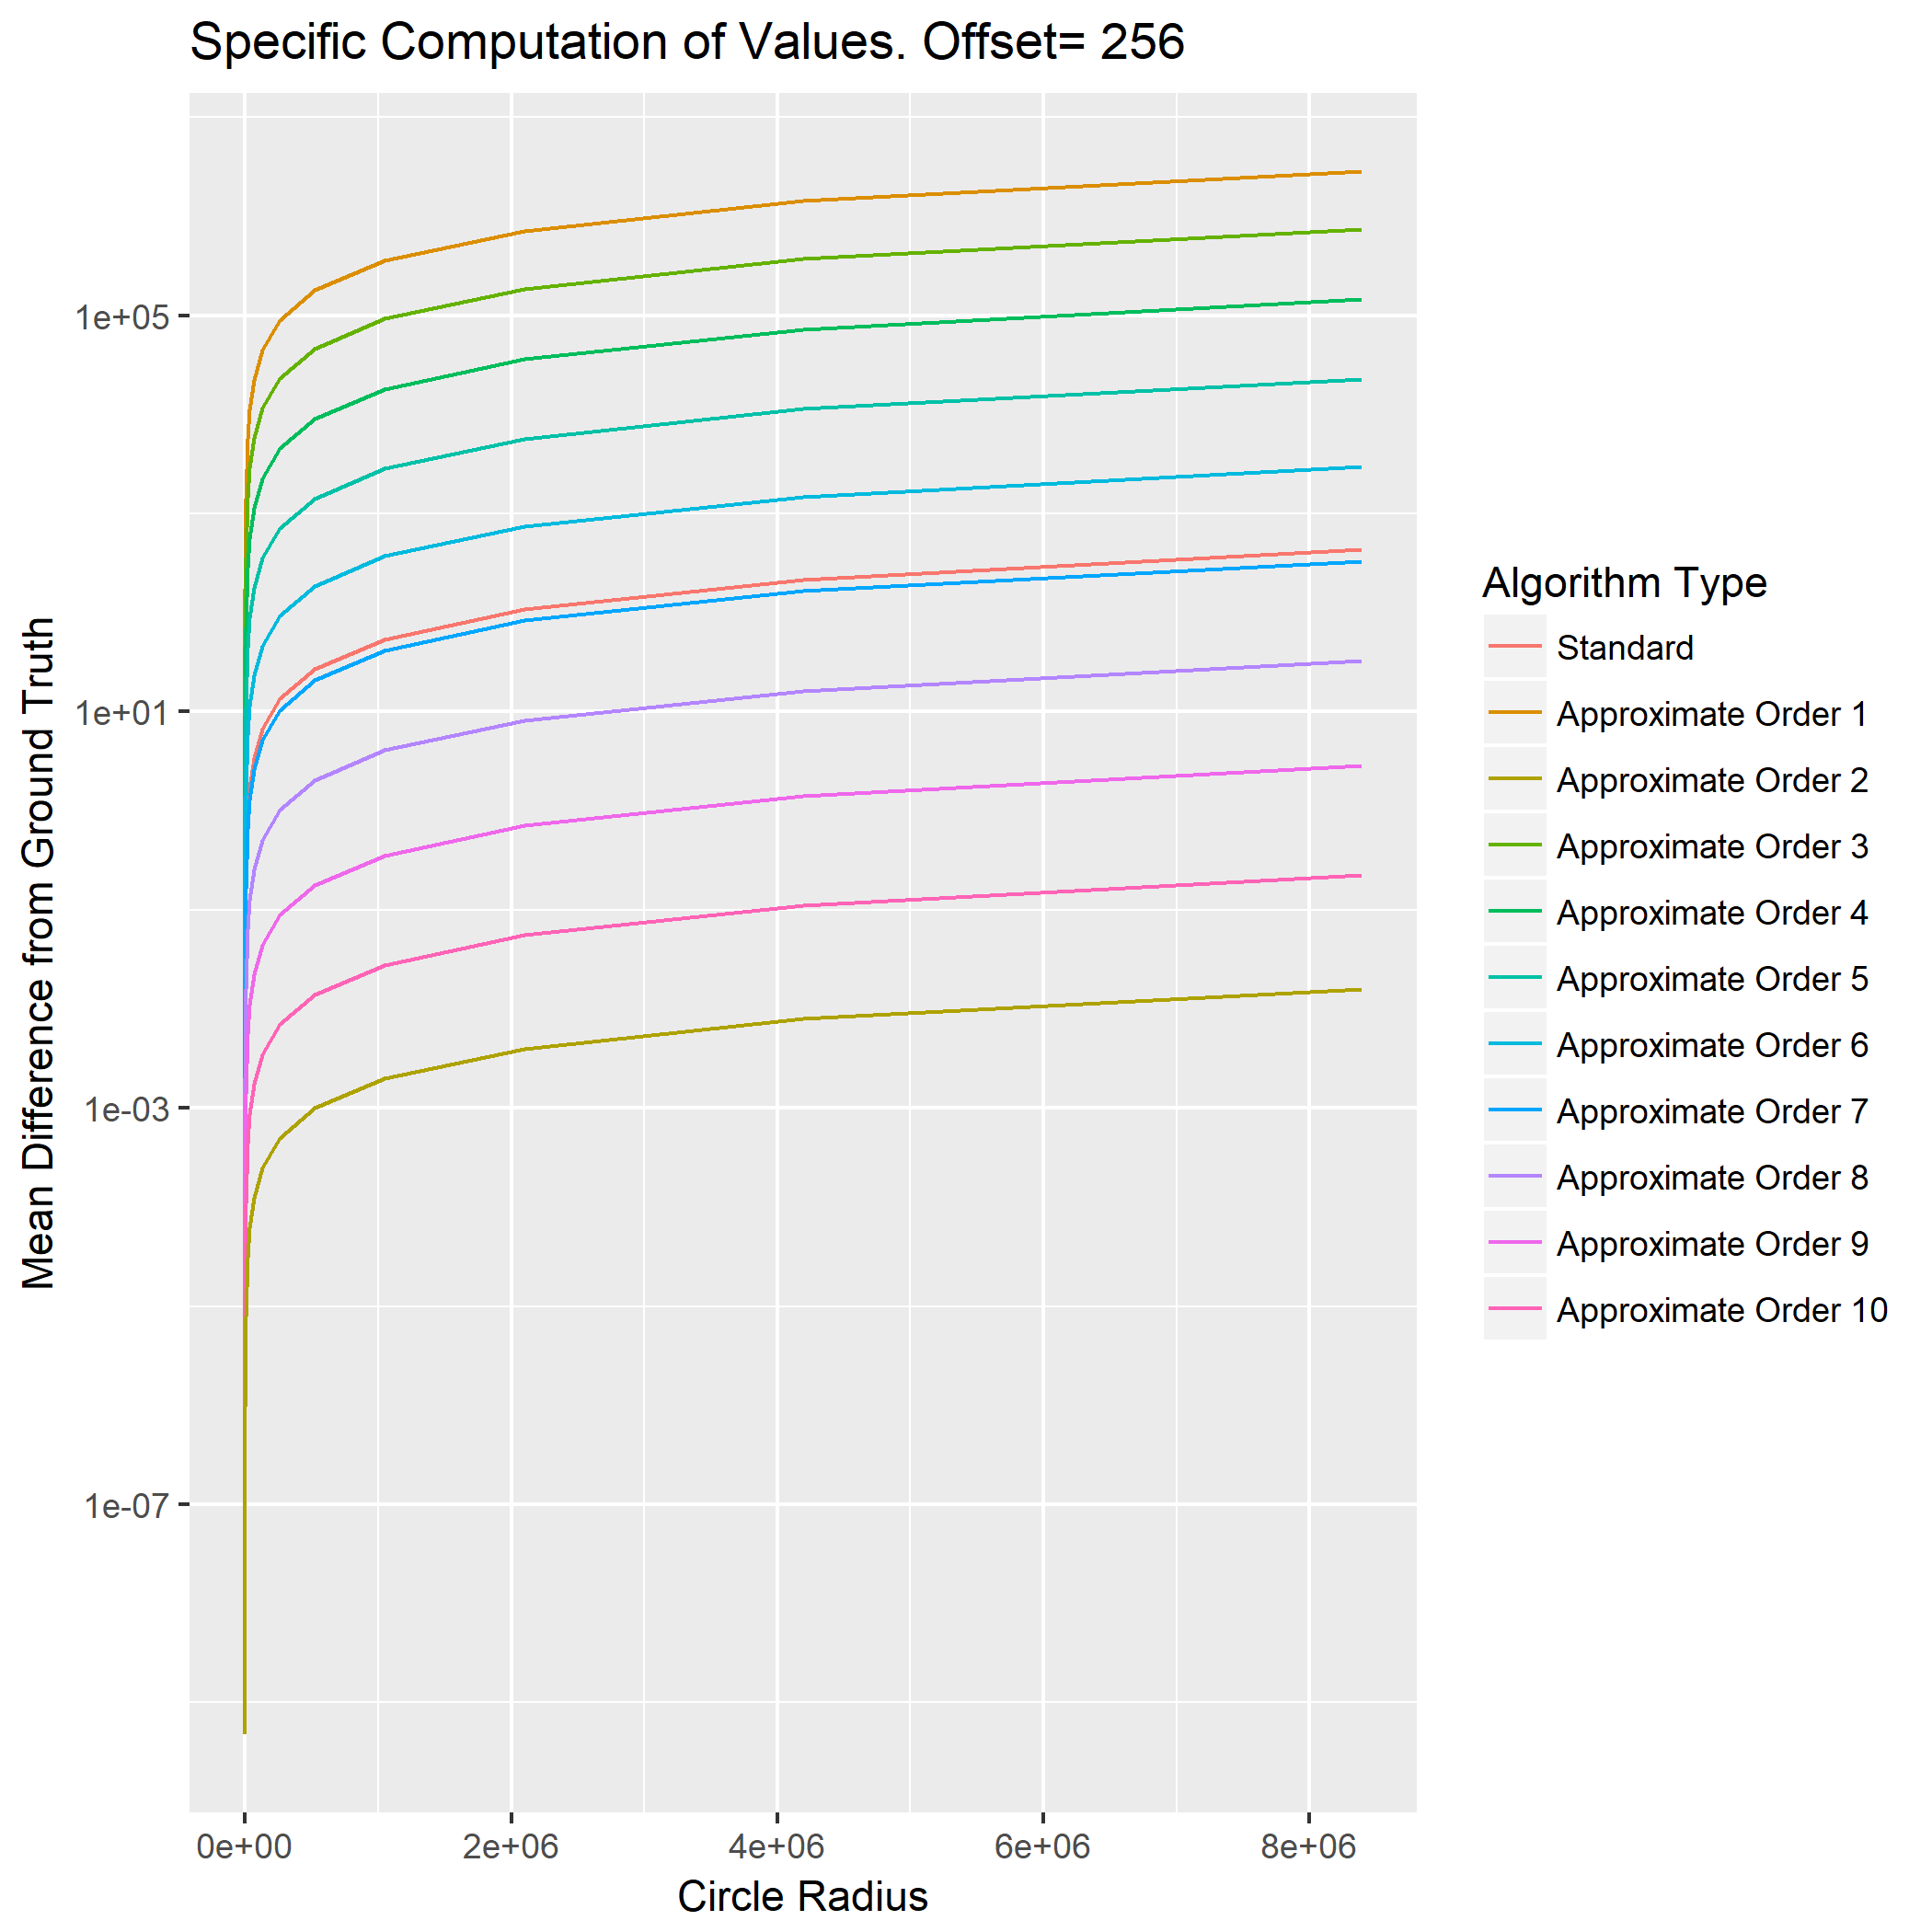 Specific Computation of Values. Offset= 256
Mean Difference from Ground Truth
1e+05
1e+01
1e-03
1e-07
0e+00
2e+06
4e+06
6e+06
8e+06
Circle Radius
Algorithm Type
Standard
Approximate Order 1
Approximate Order 2
Approximate Order 3
Approximate Order 4
Approximate Order 5
Approximate Order 6
Approximate Order 7
Approximate Order 8
Approximate Order 9
Approximate Order 10